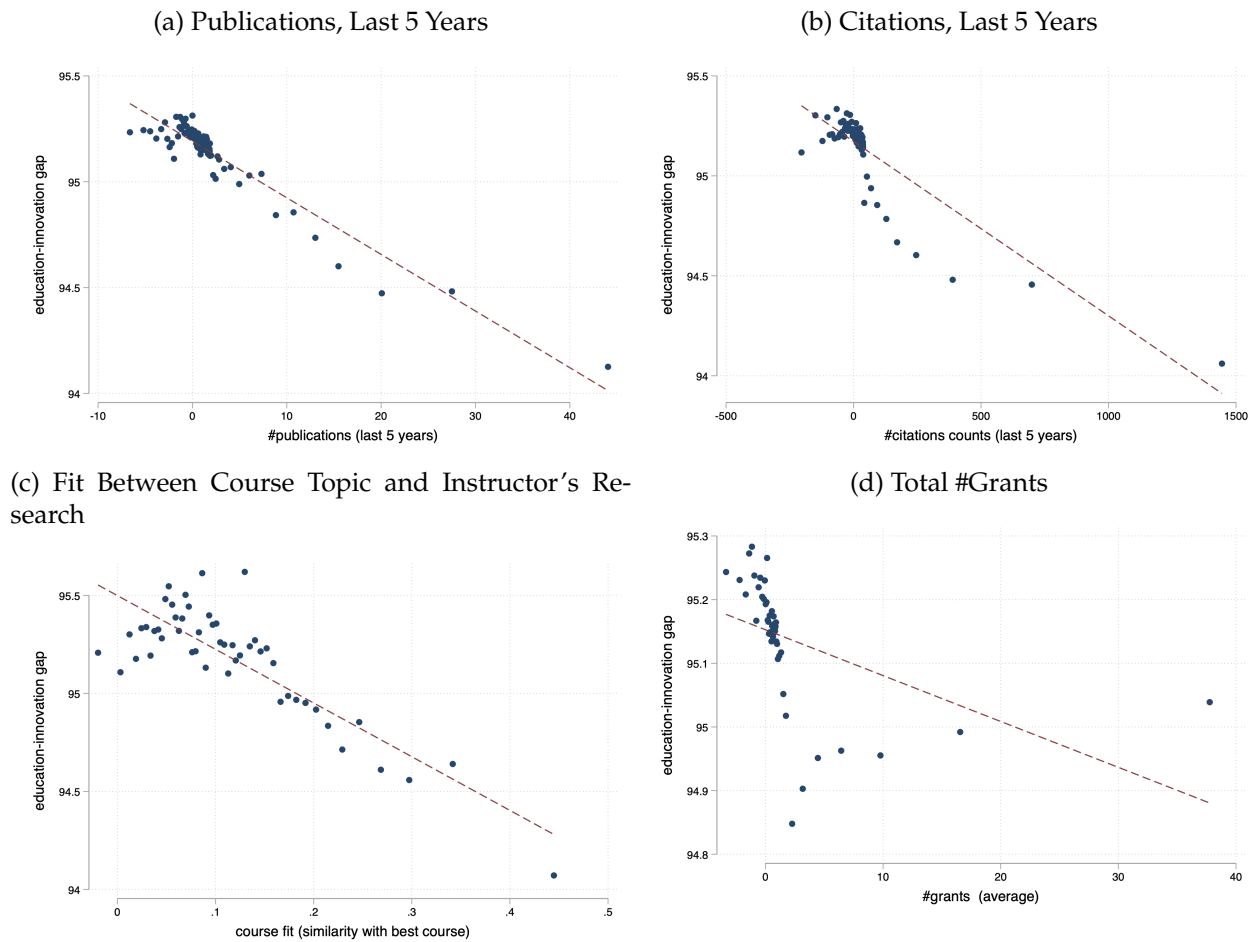 (a) Publications, Last 5 Years
95.5
95
94.5
94
education-innovation gap
-10 0 10 20 30 40
#publications (last 5 years)
(b) Citations, Last 5 Years
95.5
95
94.5
94
education-innovation gap
-500 0 500 1000 1500
#citations counts (last 5 years)
(c) Fit Between Course Topic and Instructor's Re-
search
95.5
95
94.5
94
education-innovation gap
0 .1 .2 .3 .4 .5
course fit (similarity with best course)
(d) Total #Grants
95.3
95.2
95.1
95
94.9
94.8
education-innovation gap
0 10 20 30 40
#grants (average)